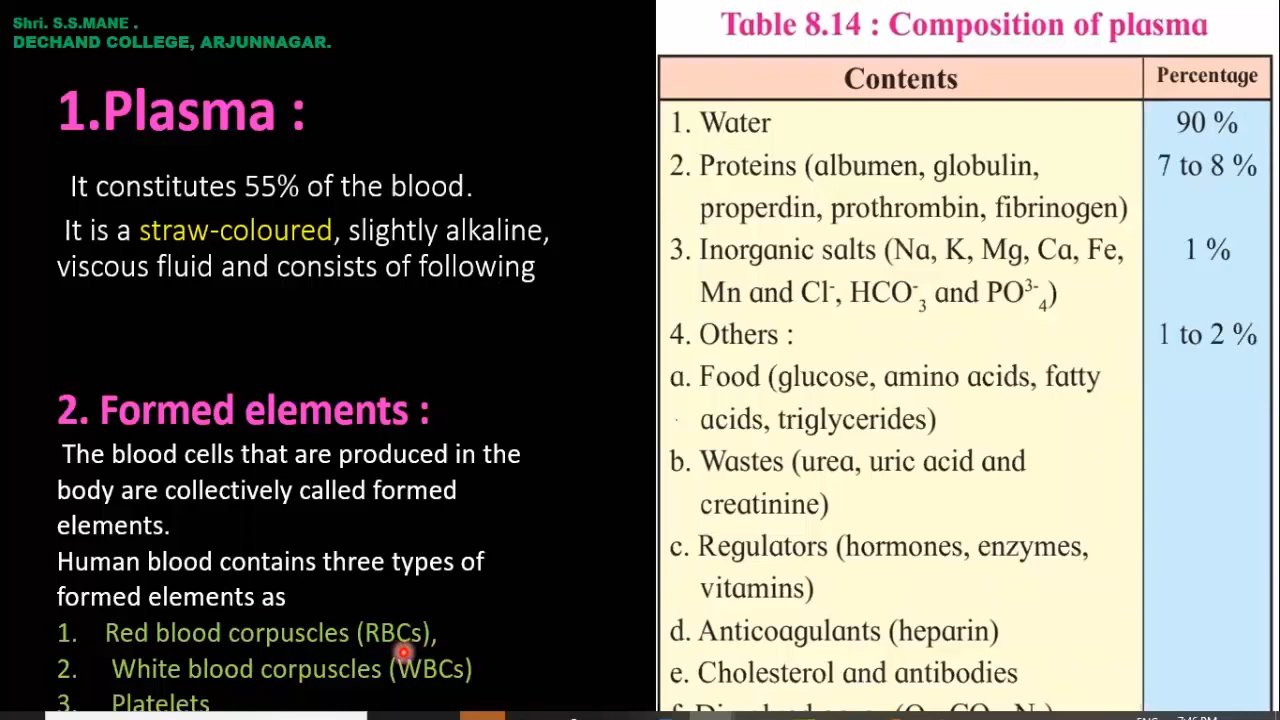 Shri. S.S.MANE .
DECHAND COLLEGE, ARJUNNAGAR.
1.Plasma :
It constitutes 55% of the blood.
It is a straw-coloured, slightly alkaline,
viscous fluid and consists of following
2. Formed elements :
The blood cells that are produced in the
body are collectively called formed
elements.
Human blood contains three types of
formed elements as
1. Red blood corpuscles (RBCs),
2. White blood corpuscles (WBCs)
3. Platelets
Table 8.14 : Composition of plasma
Contents Percentage
1. Water 90 %
2. Proteins (albumen, globulin, 7 to 8 %
properdin, prothrombin, fibrinogen)
3. Inorganic salts (Na, K, Mg, Ca, Fe, 1 %
Mn and Cl⁻, HCO⁻₃ and PO³⁻₄)
4. Others : 1 to 2 %
a. Food (glucose, amino acids, fatty
acids, triglycerides)
b. Wastes (urea, uric acid and
creatinine)
c. Regulators (hormones, enzymes,
vitamins)
d. Anticoagulants (heparin)
e. Cholesterol and antibodies